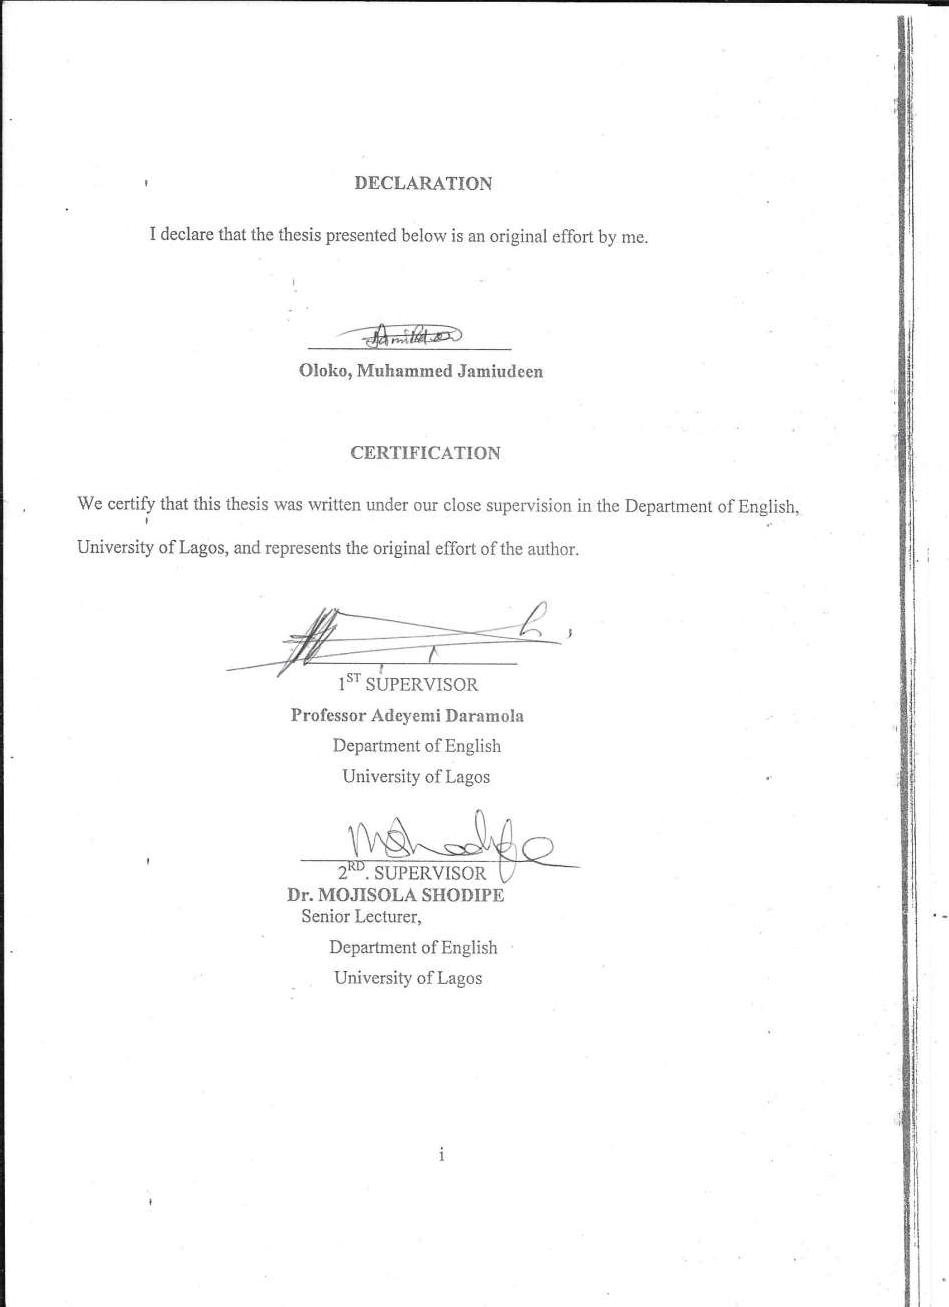 DECLARATION
I declare that the thesis presented below is an original effort by me.
Oloko, Muhammed Jamiudeen
CERTIFICATION
We certify that this thesis was written under our close supervision in the Department of English,
University of Lagos, and represents the original effort of the author.
1ST SUPERVISOR
Professor Adeyemi Daramola
Department of English
University of Lagos
2RD. SUPERVISOR
Dr. MOJISOLA SHODIPE
Senior Lecturer,
Department of English
University of Lagos
i